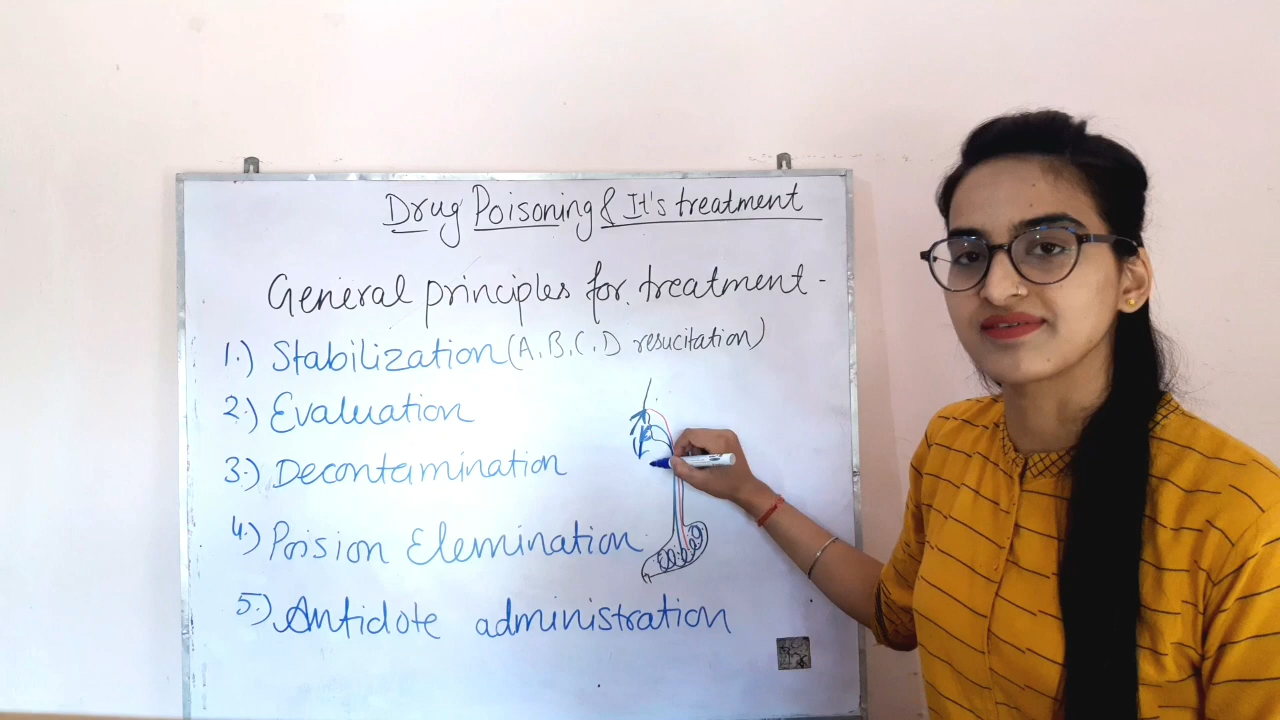 Drug Poisoning & It's treatment
General principles for treatment -
1.) Stabilization (A, B, C, D resucitation)
2.) Evaluation
3.) Decontamination
4.) Poision Elemination
5.) Antidote administration